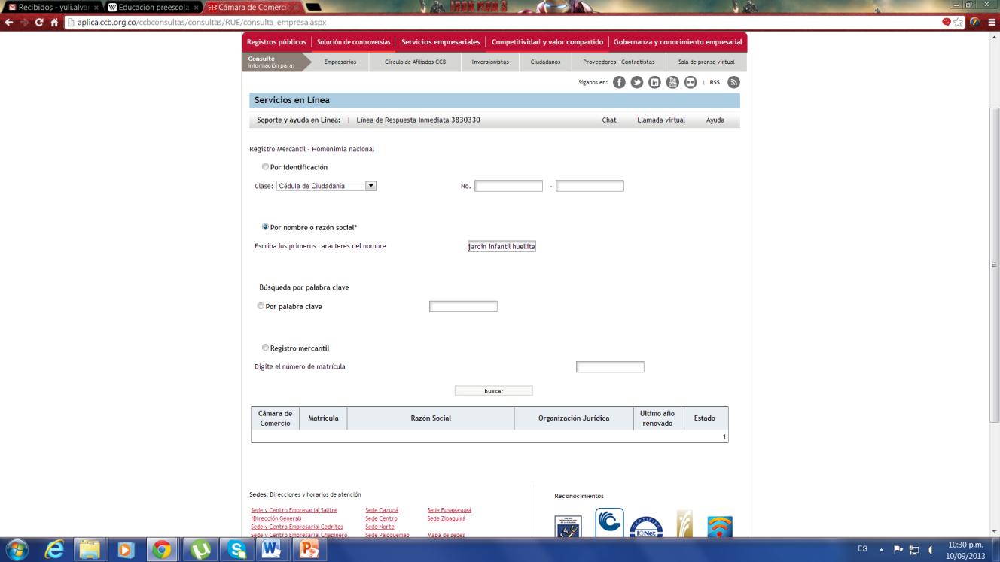 IRON MAN 3
Recibidos - yuli.alvar
Educación preescola
Cámara de Comercio
aplica.ccb.org.co/ccbconsultas/consultas/RUE/consulta_empresa.aspx
Registros públicos | Solución de controversias | Servicios empresariales | Competitividad y valor compartido | Gobernanza y conocimiento empresarial
Consulte información para: Empresarios Círculo de Afiliados CCB Inversionistas Ciudadanos Proveedores - Contratistas Sala de prensa virtual
Síganos en: | RSS
Servicios en Línea
Soporte y ayuda en Línea: | Línea de Respuesta Inmediata 3830330 Chat Llamada virtual Ayuda
Registro Mercantil - Homonimia nacional
Por identificación
Clase: Cédula de Ciudadanía No. -
Por nombre o razón social*
Escriba los primeros caracteres del nombre jardin infantil huellita
Búsqueda por palabra clave
Por palabra clave
Registro mercantil
Digite el número de matrícula
Buscar
Cámara de Comercio Matrícula Razón Social Organización Jurídica Ultimo año renovado Estado
1
Sedes: Direcciones y horarios de atención
Reconocimientos
Sede y Centro Empresarial Salitre Sede Cazucá Sede Fusagasugá
(Dirección General) Sede Centro Sede Zipaquirá
Sede y Centro Empresarial Cedritos Sede Norte
Sede y Centro Empresarial Chapinero Sede Paloquemao Mapa de sedes
IQNet
ES
10:30 p.m.
10/09/2013